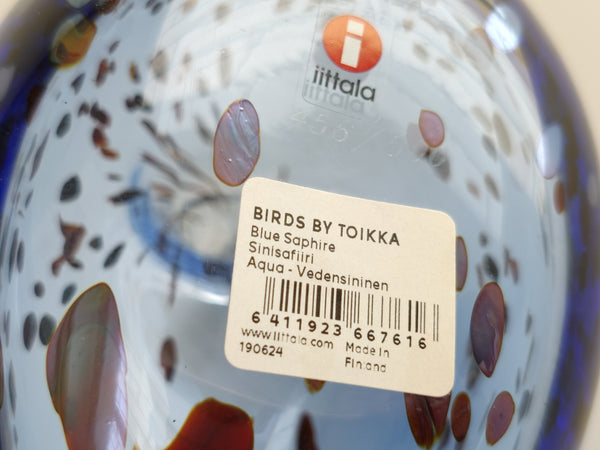 i
iittala
iittala
BIRDS BY TOIKKA
Blue Saphire
Sinisafiiri
Aqua - Vedensininen
6 411923 667616
www.iittala.com Made in
190624 Finland